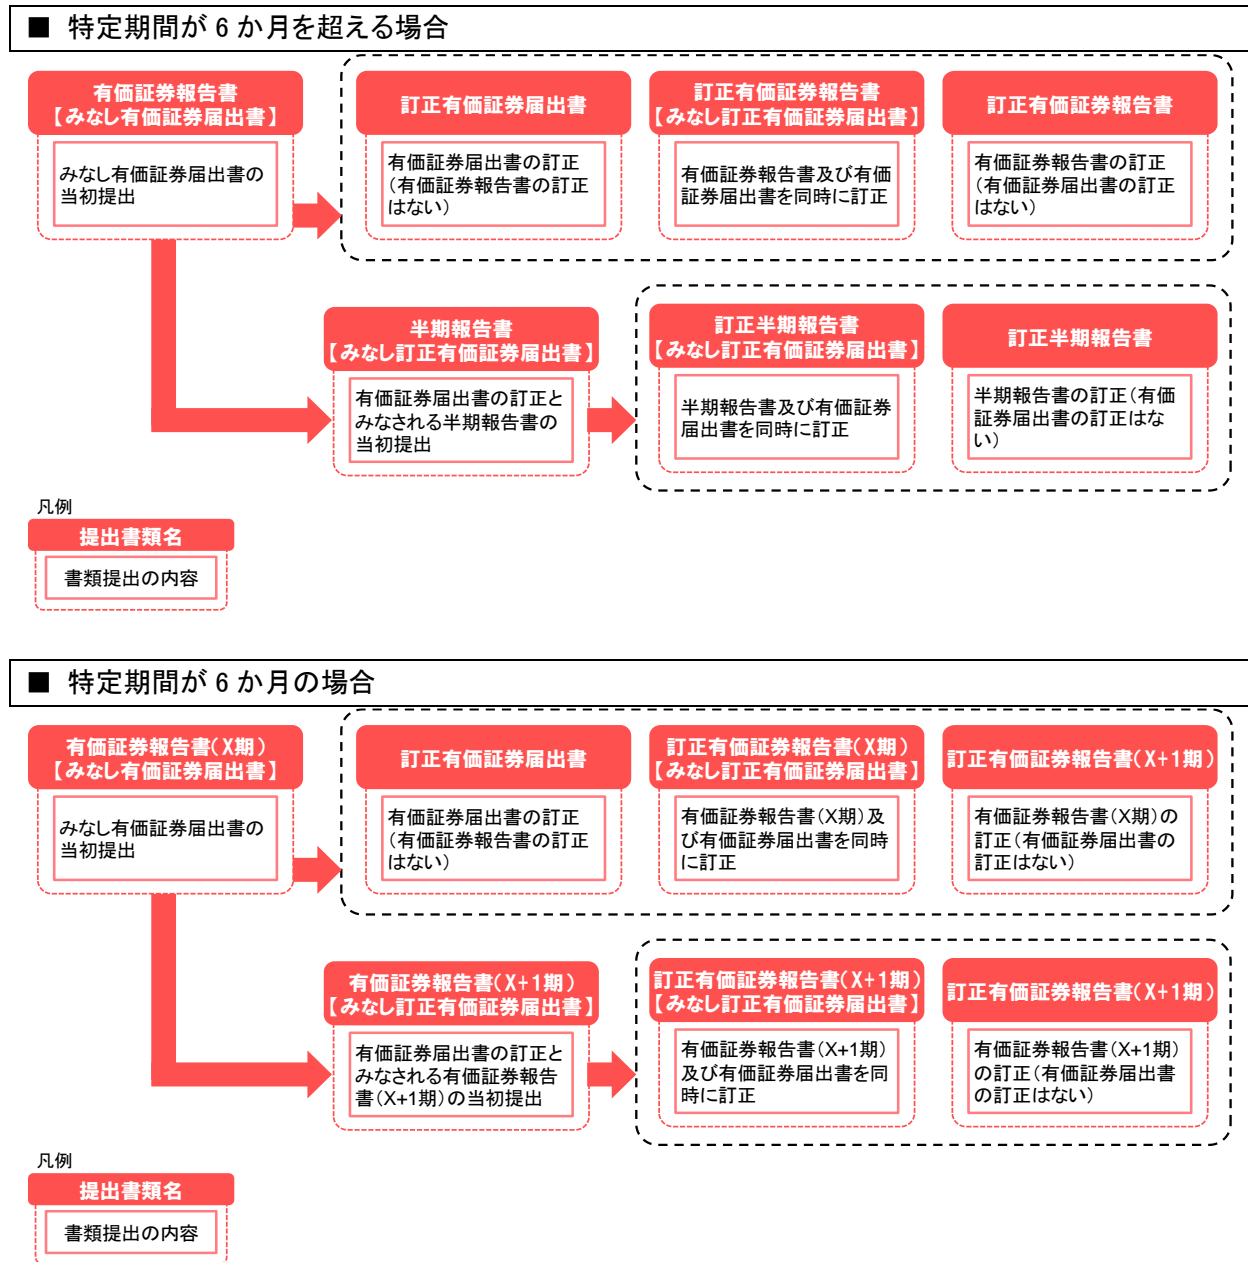 ■ 特定期間が 6 か月を超える場合
有価証券報告書
【みなし有価証券届出書】
みなし有価証券届出書の
当初提出
訂正有価証券届出書
有価証券届出書の訂正
（有価証券報告書の訂正
はない）
訂正有価証券報告書
【みなし訂正有価証券届出書】
有価証券報告書及び有価
証券届出書を同時に訂正
訂正有価証券報告書
有価証券報告書の訂正
（有価証券届出書の訂正
はない）
半期報告書
【みなし訂正有価証券届出書】
有価証券届出書の訂正と
みなされる半期報告書の
当初提出
訂正半期報告書
【みなし訂正有価証券届出書】
半期報告書及び有価証券
届出書を同時に訂正
訂正半期報告書
半期報告書の訂正（有価
証券届出書の訂正はな
い）
凡例
提出書類名
書類提出の内容
■ 特定期間が 6 か月の場合
有価証券報告書（X期）
【みなし有価証券届出書】
みなし有価証券届出書の
当初提出
訂正有価証券届出書
有価証券届出書の訂正
（有価証券報告書の訂正
はない）
訂正有価証券報告書（X期）
【みなし訂正有価証券届出書】
有価証券報告書（X期）及
び有価証券届出書を同時
に訂正
訂正有価証券報告書（X+1期）
有価証券報告書（X期）の
訂正（有価証券届出書の
訂正はない）
有価証券報告書（X+1期）
【みなし訂正有価証券届出書】
有価証券届出書の訂正と
みなされる有価証券報告
書（X+1期）の当初提出
訂正有価証券報告書（X+1期）
【みなし訂正有価証券届出書】
有価証券報告書（X+1期）
及び有価証券届出書を同
時に訂正
訂正有価証券報告書（X+1期）
有価証券報告書（X+1期）
の訂正（有価証券届出書
の訂正はない）
凡例
提出書類名
書類提出の内容